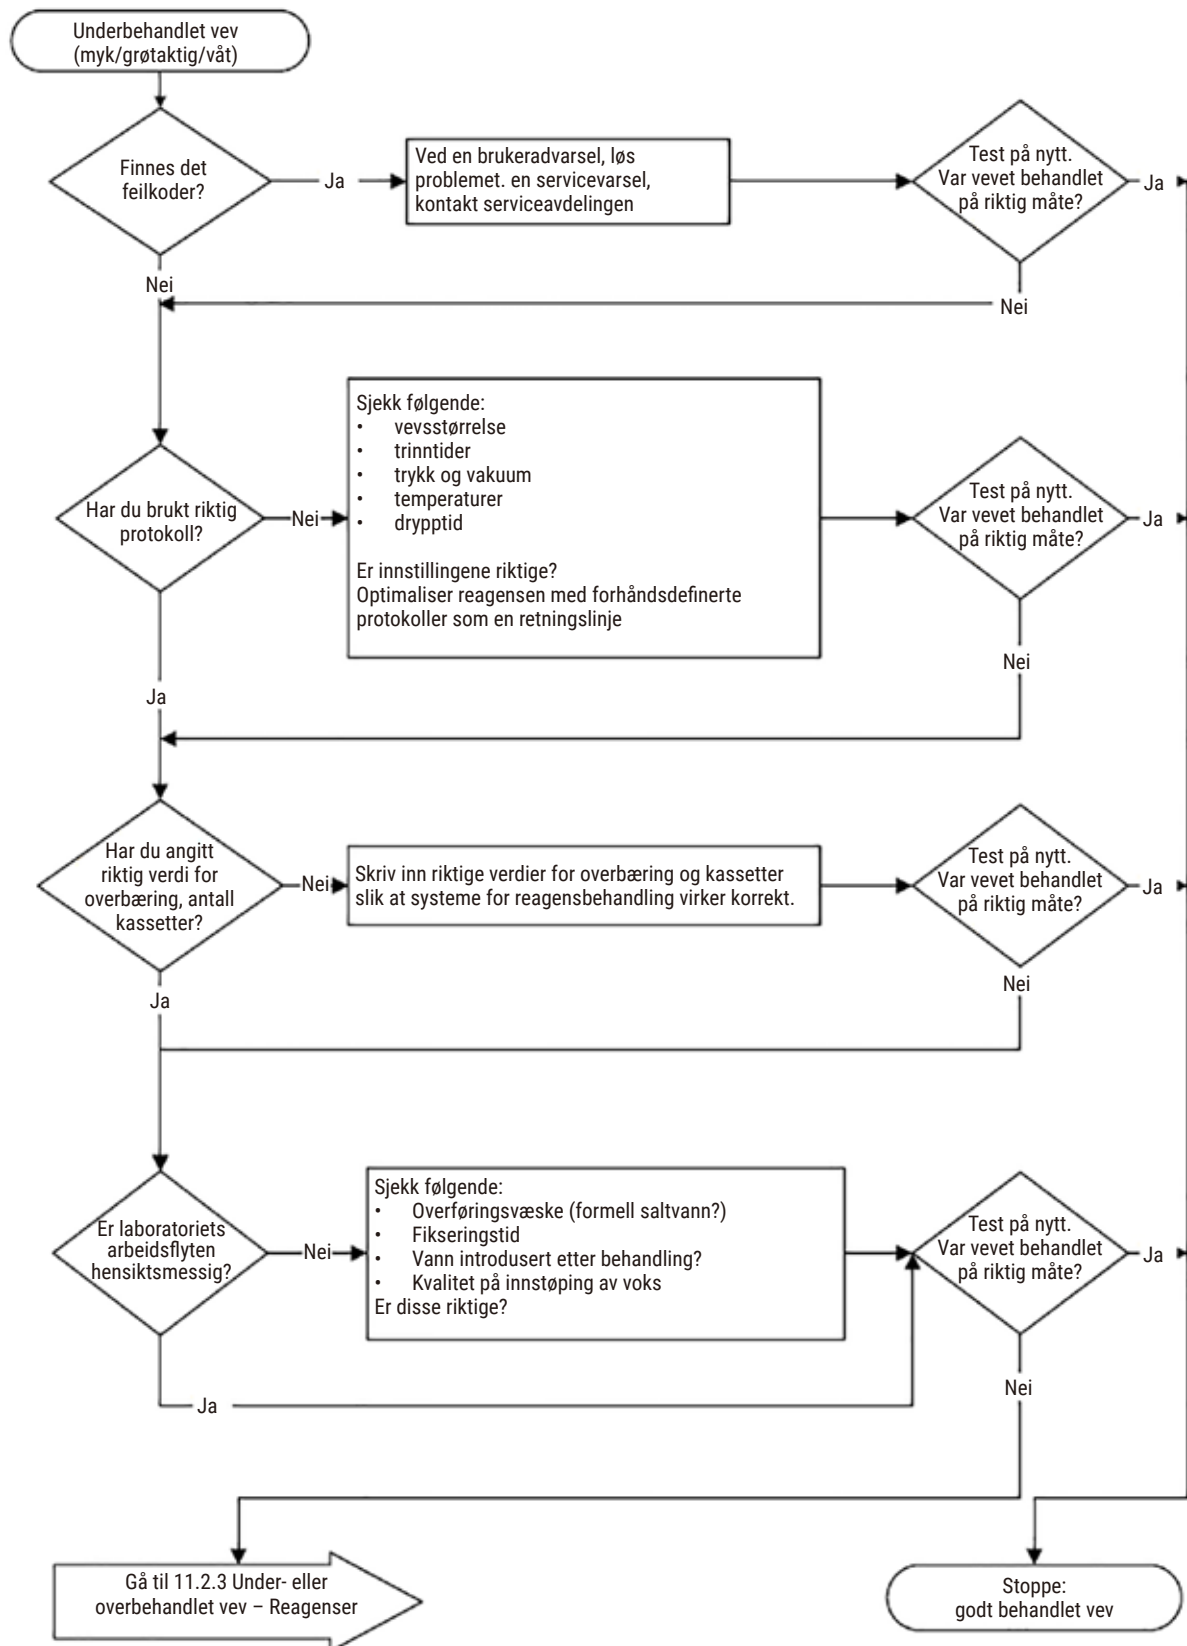 Underbehandlet vev
(myk/grøtaktig/våt)
Finnes det
feilkoder?
Ja
Ved en brukeradvarsel, løs
problemet. en servicevarsel,
kontakt serviceavdelingen
Test på nytt.
Var vevet behandlet
på riktig måte?
Ja
Nei
Nei
Har du brukt riktig
protokoll?
Nei
Sjekk følgende:
• vevsstørrelse
• trinntider
• trykk og vakuum
• temperaturer
• drypptid
Er innstillingene riktige?
Optimaliser reagensen med forhåndsdefinerte
protokoller som en retningslinje
Test på nytt.
Var vevet behandlet
på riktig måte?
Ja
Nei
Ja
Har du angitt
riktig verdi for
overbæring, antall
kassetter?
Nei
Skriv inn riktige verdier for overbæring og kassetter
slik at systeme for reagensbehandling virker korrekt.
Test på nytt.
Var vevet behandlet
på riktig måte?
Ja
Nei
Ja
Er laboratoriets
arbeidsflyten
hensiktsmessig?
Nei
Sjekk følgende:
• Overføringsvæske (formell saltvann?)
• Fikseringstid
• Vann introdusert etter behandling?
• Kvalitet på innstøping av voks
Er disse riktige?
Test på nytt.
Var vevet behandlet
på riktig måte?
Ja
Nei
Ja
Gå til 11.2.3 Under- eller
overbehandlet vev – Reagenser
Stoppe:
godt behandlet vev